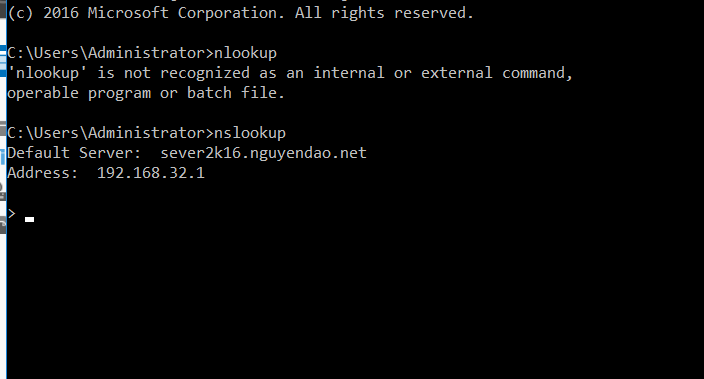 (c) 2016 Microsoft Corporation. All rights reserved.
C:\Users\Administrator>nlookup
'nlookup' is not recognized as an internal or external command,
operable program or batch file.
C:\Users\Administrator>nslookup
Default Server:  sever2k16.nguyendao.net
Address:  192.168.32.1
>